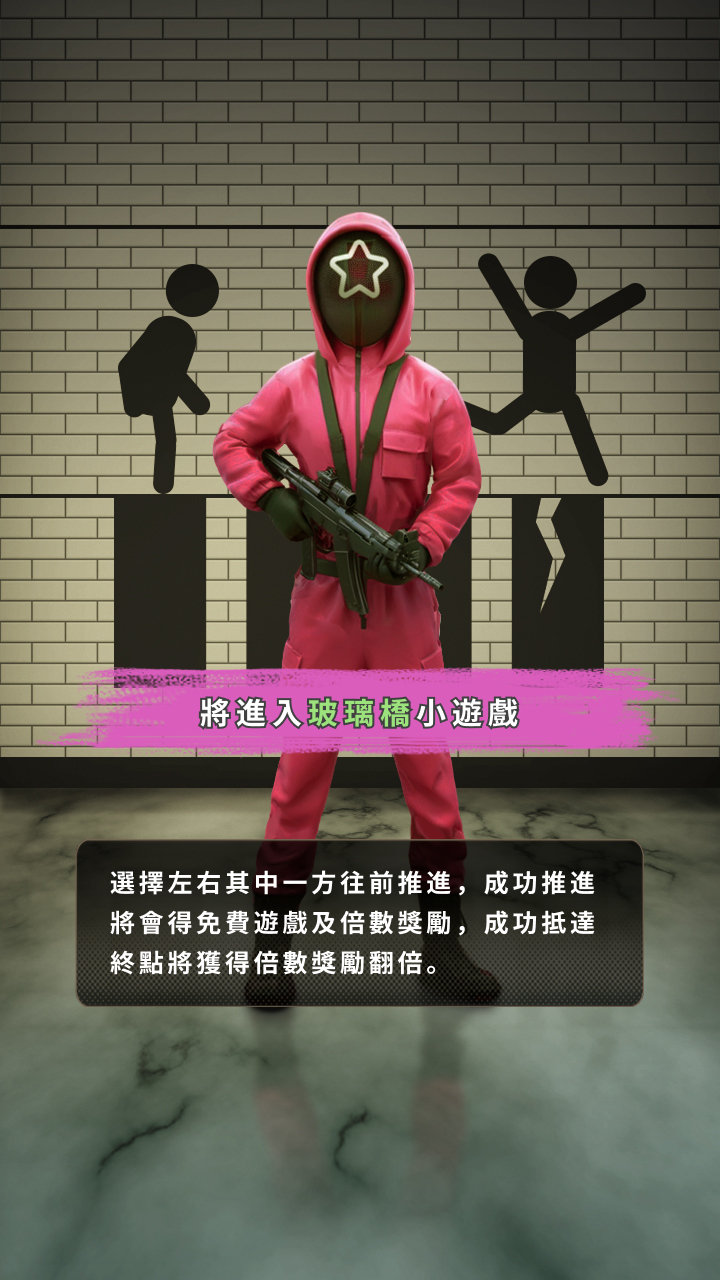 將進入玻璃橋小遊戲
選擇左右其中一方往前推進，成功推進
將會得免費遊戲及倍數獎勵，成功抵達
終點將獲得倍數獎勵翻倍。